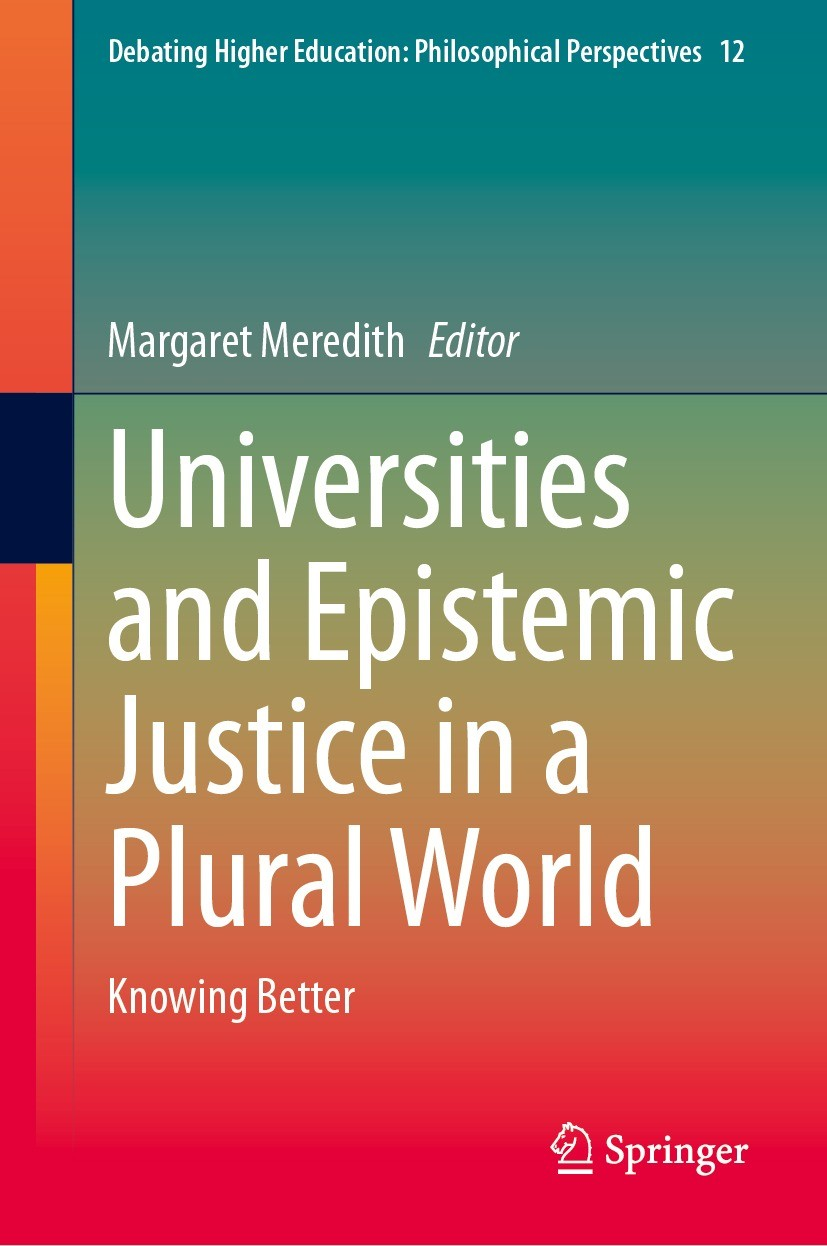 Debating Higher Education: Philosophical Perspectives 12
Margaret Meredith Editor
Universities
and Epistemic
Justice in a
Plural World
Knowing Better
Springer